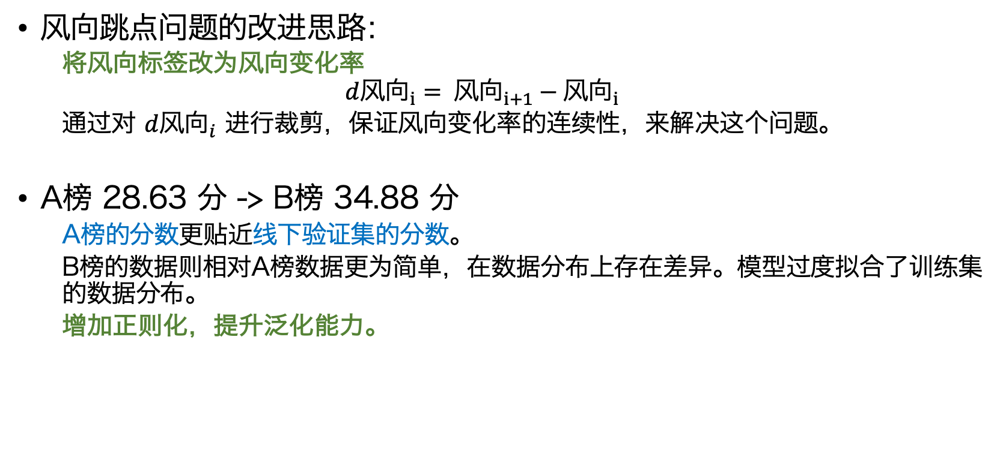 • 风向跳点问题的改进思路：
将风向标签改为风向变化率
d风向i = 风向i+1 − 风向i
通过对 d风向i 进行裁剪，保证风向变化率的连续性，来解决这个问题。
• A榜 28.63 分 -> B榜 34.88 分
A榜的分数更贴近线下验证集的分数。
B榜的数据则相对A榜数据更为简单，在数据分布上存在差异。模型过度拟合了训练集
的数据分布。
增加正则化，提升泛化能力。